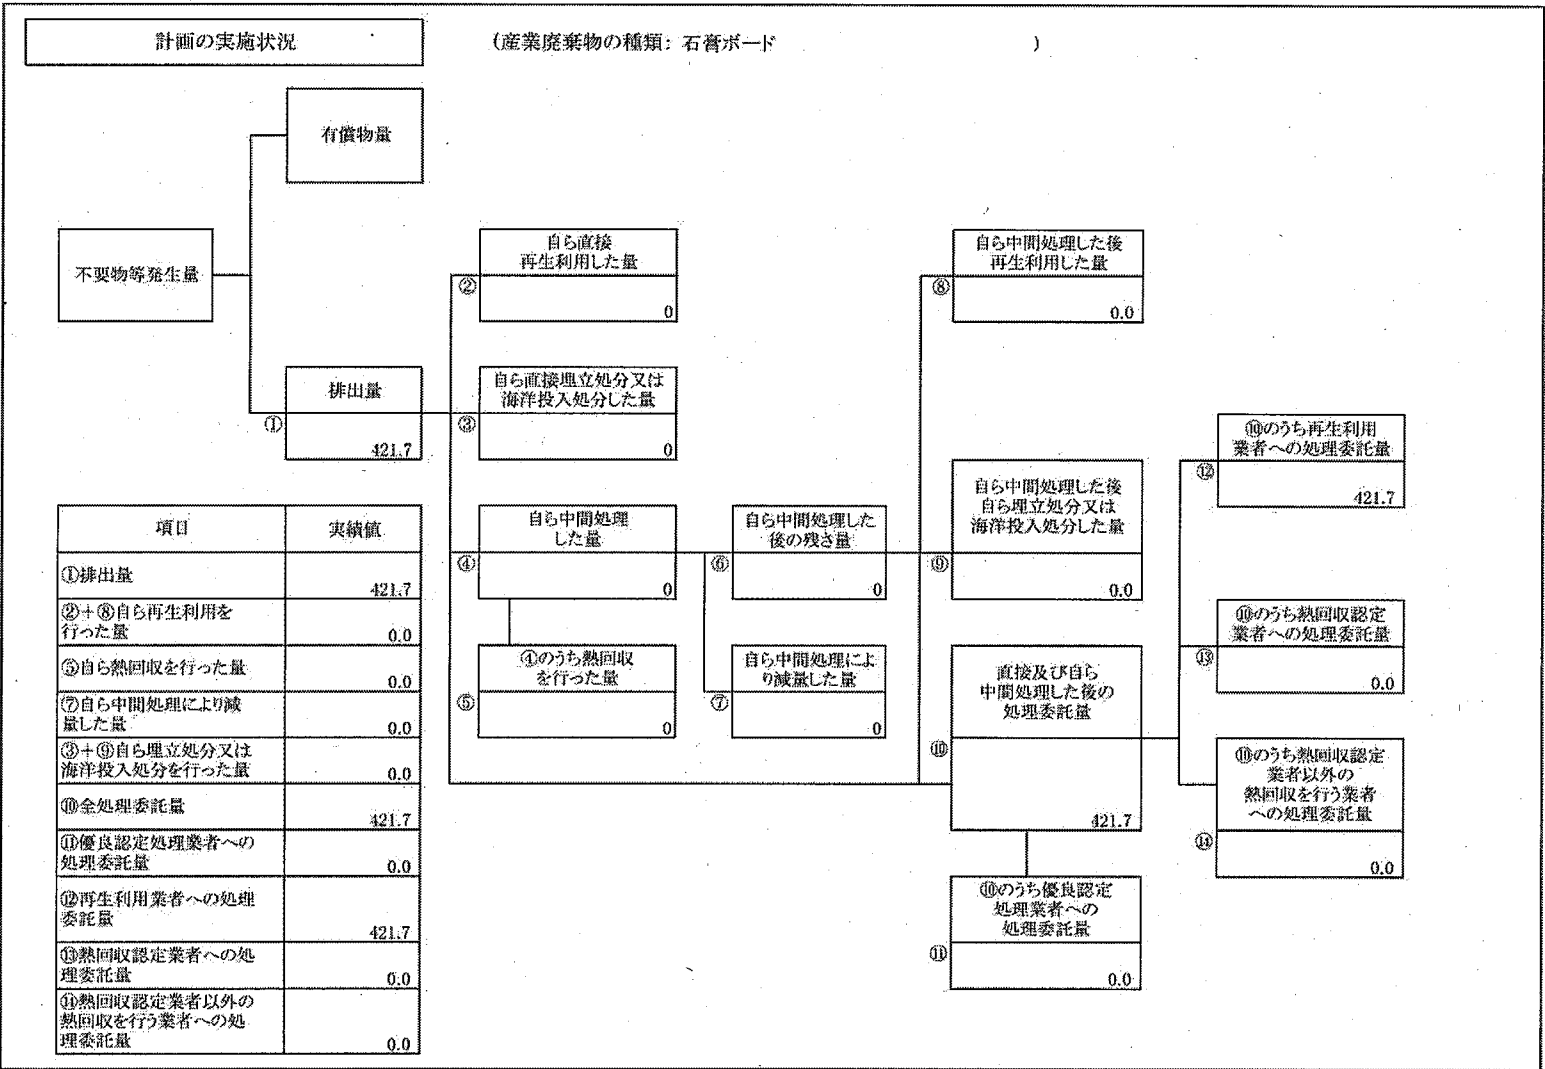 計画の実施状況
(産業廃棄物の種類: 石膏ボード )
有償物量
不要物等発生量
自ら直接
再生利用した量
②
0
自ら中間処理した後
再生利用した量
⑧
0.0
排出量
①
421.7
自ら直接埋立処分又は
海洋投入処分した量
③
0
⑩のうち再生利用
業者への処理委託量
⑫
421.7
自ら中間処理
した量
④
0
自ら中間処理した
後の残さ量
⑥
0
自ら中間処理した後
自ら埋立処分又は
海洋投入処分した量
⑨
0.0
⑩のうち熱回収認定
業者への処理委託量
⑬
0.0
④のうち熱回収
を行った量
⑤
0
自ら中間処理によ
り減量した量
⑦
0
直接及び自ら
中間処理した後の
処理委託量
⑩
421.7
⑩のうち熱回収認定
業者以外の
熱回収を行う業者
への処理委託量
⑭
0.0
⑩のうち優良認定
処理業者への
処理委託量
⑪
0.0
項目 実績値
①排出量
421.7
②+⑧自ら再生利用を
行った量
0.0
⑤自ら熱回収を行った量
0.0
⑦自ら中間処理により減
量した量
0.0
③+⑨自ら埋立処分又は
海洋投入処分を行った量
0.0
⑩全処理委託量
421.7
⑪優良認定処理業者への
処理委託量
0.0
⑫再生利用業者への処理
委託量
421.7
⑬熱回収認定業者への処
理委託量
0.0
⑭熱回収認定業者以外の
熱回収を行う業者への処
理委託量
0.0